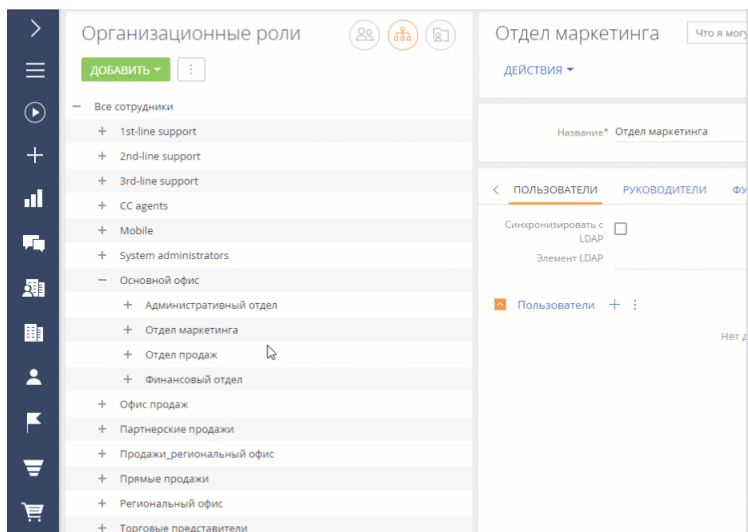 Организационные роли
ДОБАВИТЬ
Все сотрудники
1st-line support
2nd-line support
3rd-line support
CC agents
Mobile
System administrators
Основной офис
Административный отдел
Отдел маркетинга
Отдел продаж
Финансовый отдел
Офис продаж
Партнерские продажи
Продажи_региональный офис
Прямые продажи
Региональный офис
Торговые представители
Отдел маркетинга
Что я могу
ДЕЙСТВИЯ
Название* Отдел маркетинга
ПОЛЬЗОВАТЕЛИ РУКОВОДИТЕЛИ ФУ
Синхронизировать с
LDAP
Элемент LDAP
Пользователи
Нет д